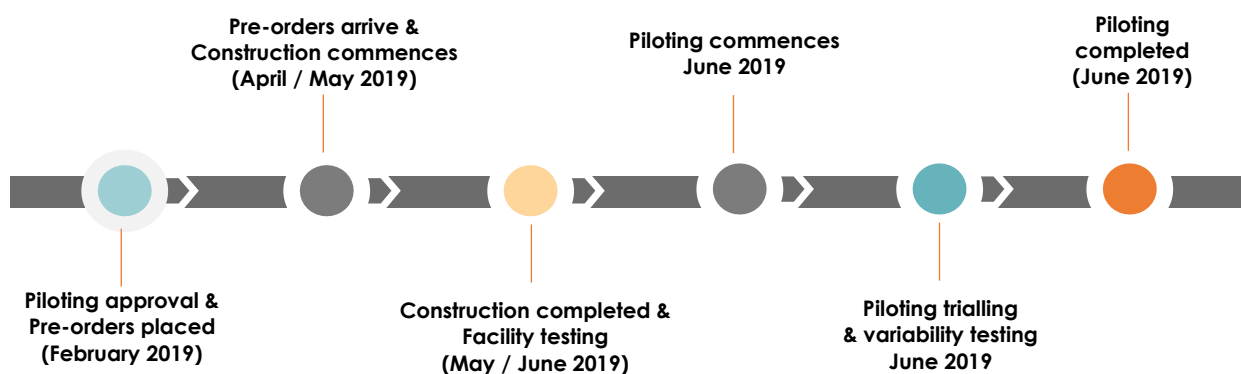 Piloting approval &
Pre-orders placed
(February 2019)
Pre-orders arrive &
Construction commences
(April / May 2019)
Construction completed &
Facility testing
(May / June 2019)
Piloting commences
June 2019
Piloting trialling
& variability testing
June 2019
Piloting
completed
(June 2019)